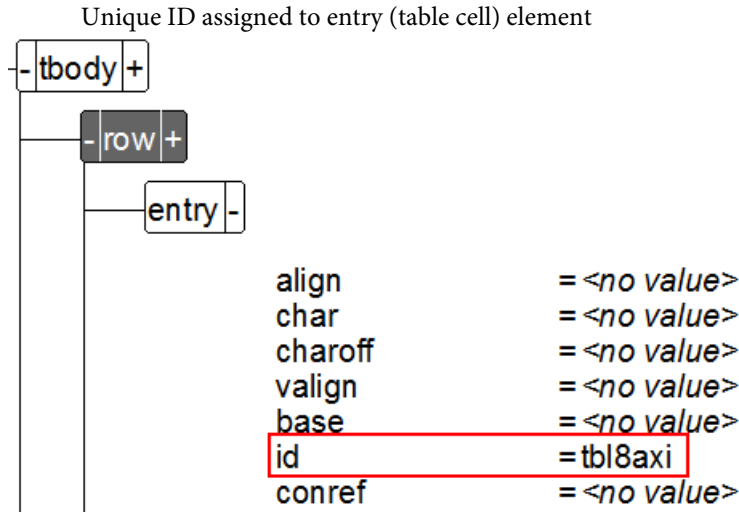 Unique ID assigned to entry (table cell) element
- tbody +
- row +
entry -
align =<no value>
char =<no value>
charoff =<no value>
valign =<no value>
base =<no value>
id =tbl8axi
conref =<no value>